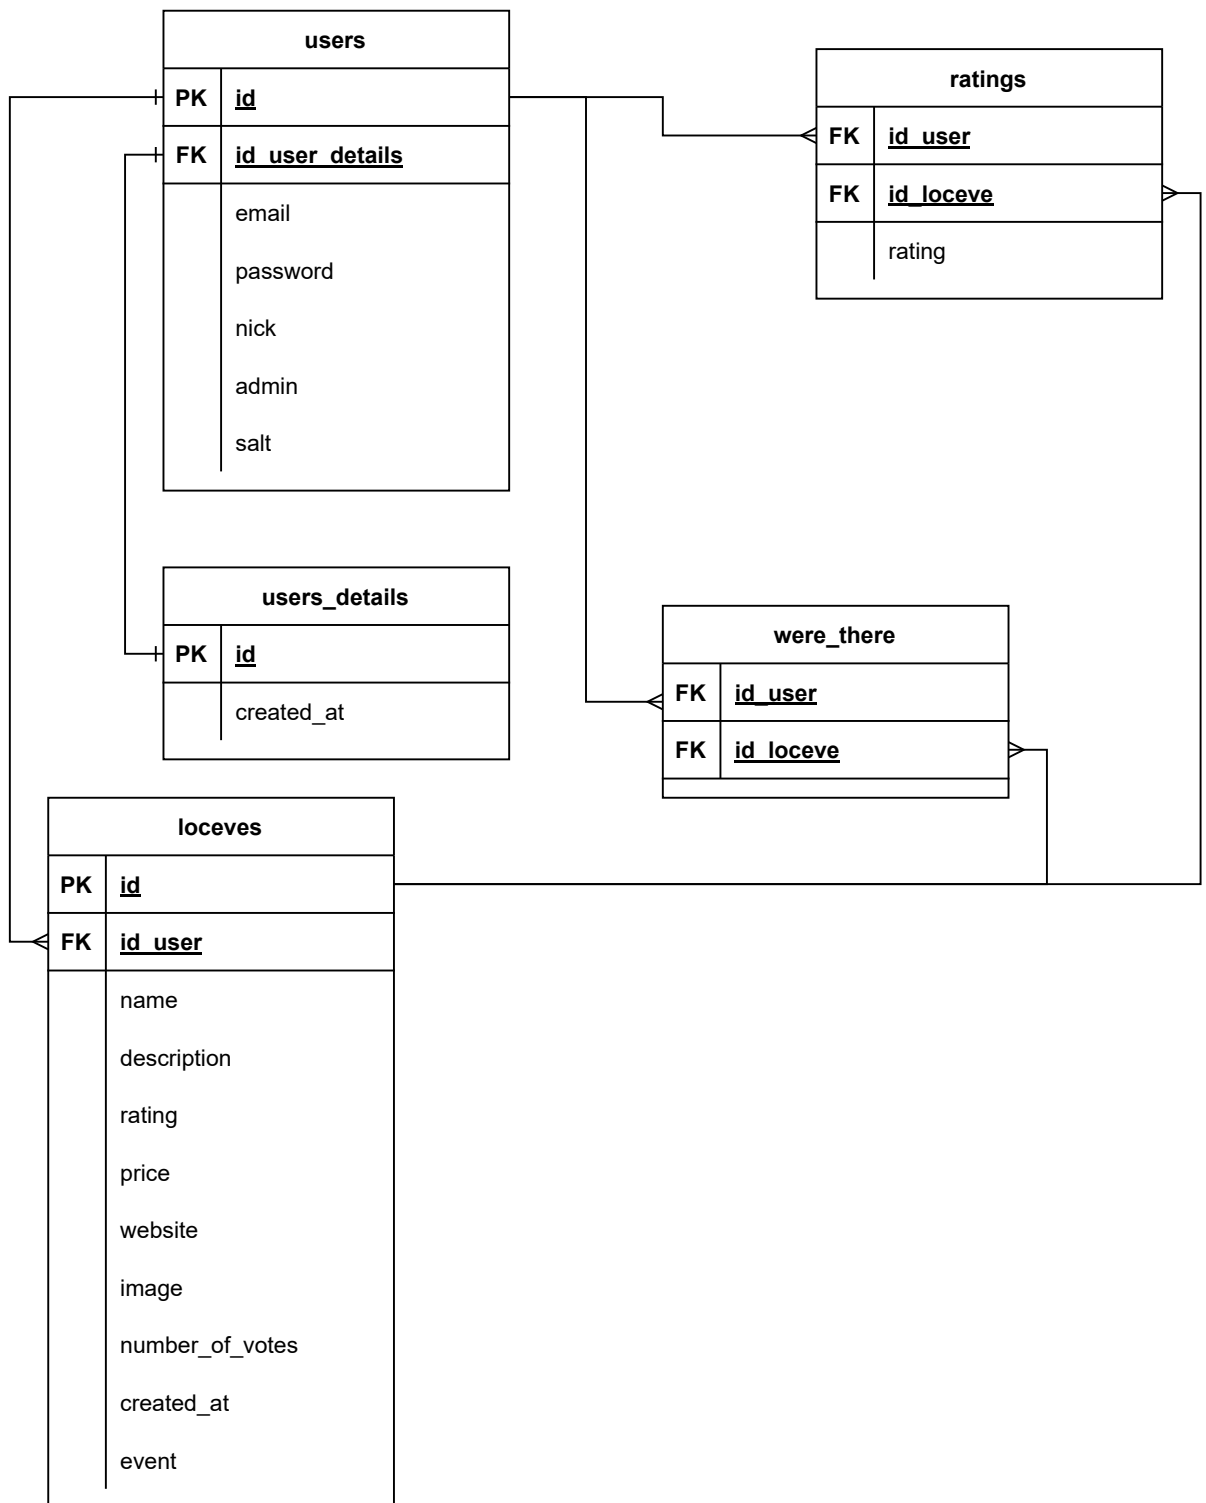 users
PK id
FK id_user_details
email
password
nick
admin
salt
ratings
FK id_user
FK id_loceve
rating
users_details
PK id
created_at
were_there
FK id_user
FK id_loceve
loceves
PK id
FK id_user
name
description
rating
price
website
image
number_of_votes
created_at
event